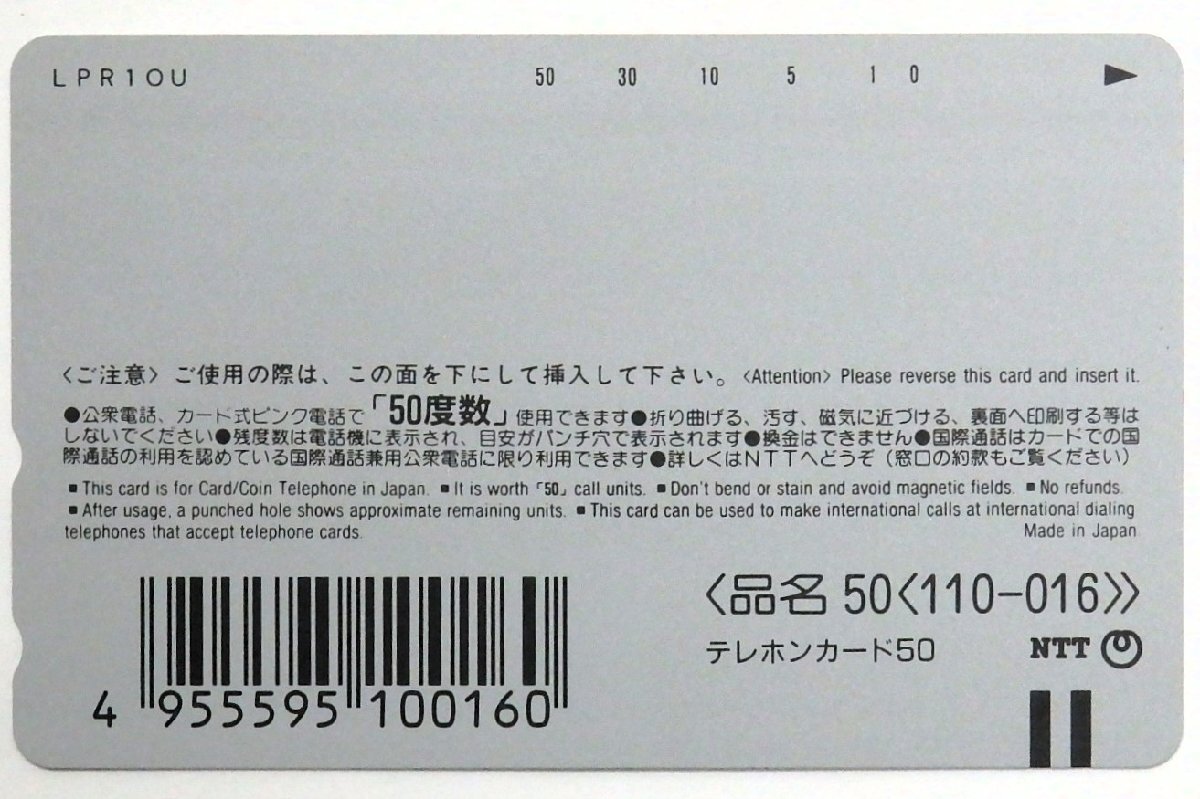 LPR10U 50 30 10 5 1 0 ▶
〈ご注意〉ご使用の際は、この面を下にして挿入して下さい。〈Attention〉 Please reverse this card and insert it.
●公衆電話、カード式ピンク電話で「50度数」使用できます●折り曲げる、汚す、磁気に近づける、裏面へ印刷する等は
しないでください●残度数は電話機に表示され、目安がパンチ穴で表示されます●換金はできません●国際通話はカードでの国
際通話の利用を認めている国際通話兼用公衆電話に限り利用できます●詳しくはNTTへどうぞ（窓口の約款もご覧ください）
■This card is for Card/Coin Telephone in Japan. ■It is worth「50」call units. ■Don't bend or stain and avoid magnetic fields. ■No refunds.
■After usage, a punched hole shows approximate remaining units. ■This card can be used to make international calls at international dialing
telephones that accept telephone cards. Made in Japan
〈品名 50〈110-016〉〉
テレホンカード50 NTT
4 955595 100160